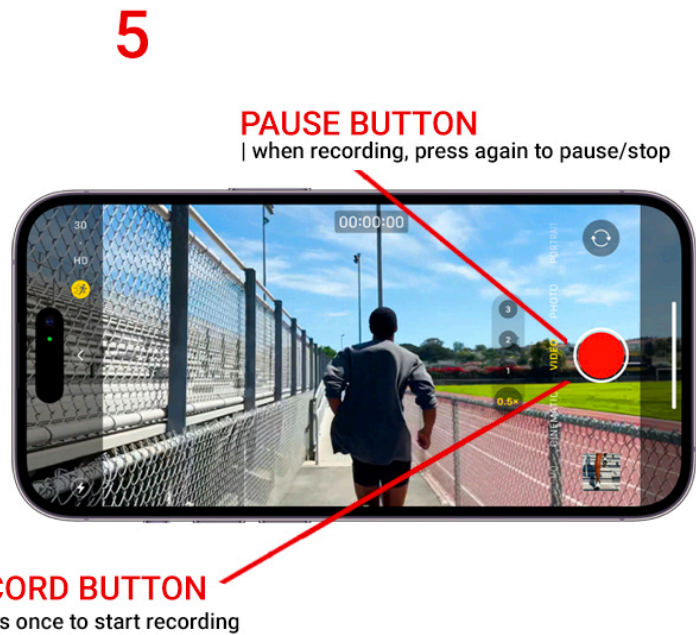 5
PAUSE BUTTON
| when recording, press again to pause/stop
00:00:00
30
HD
3
2
1
0.5×
PORTRAIT
PHOTO
VIDEO
CINEMATIC
CORD BUTTON
s once to start recording